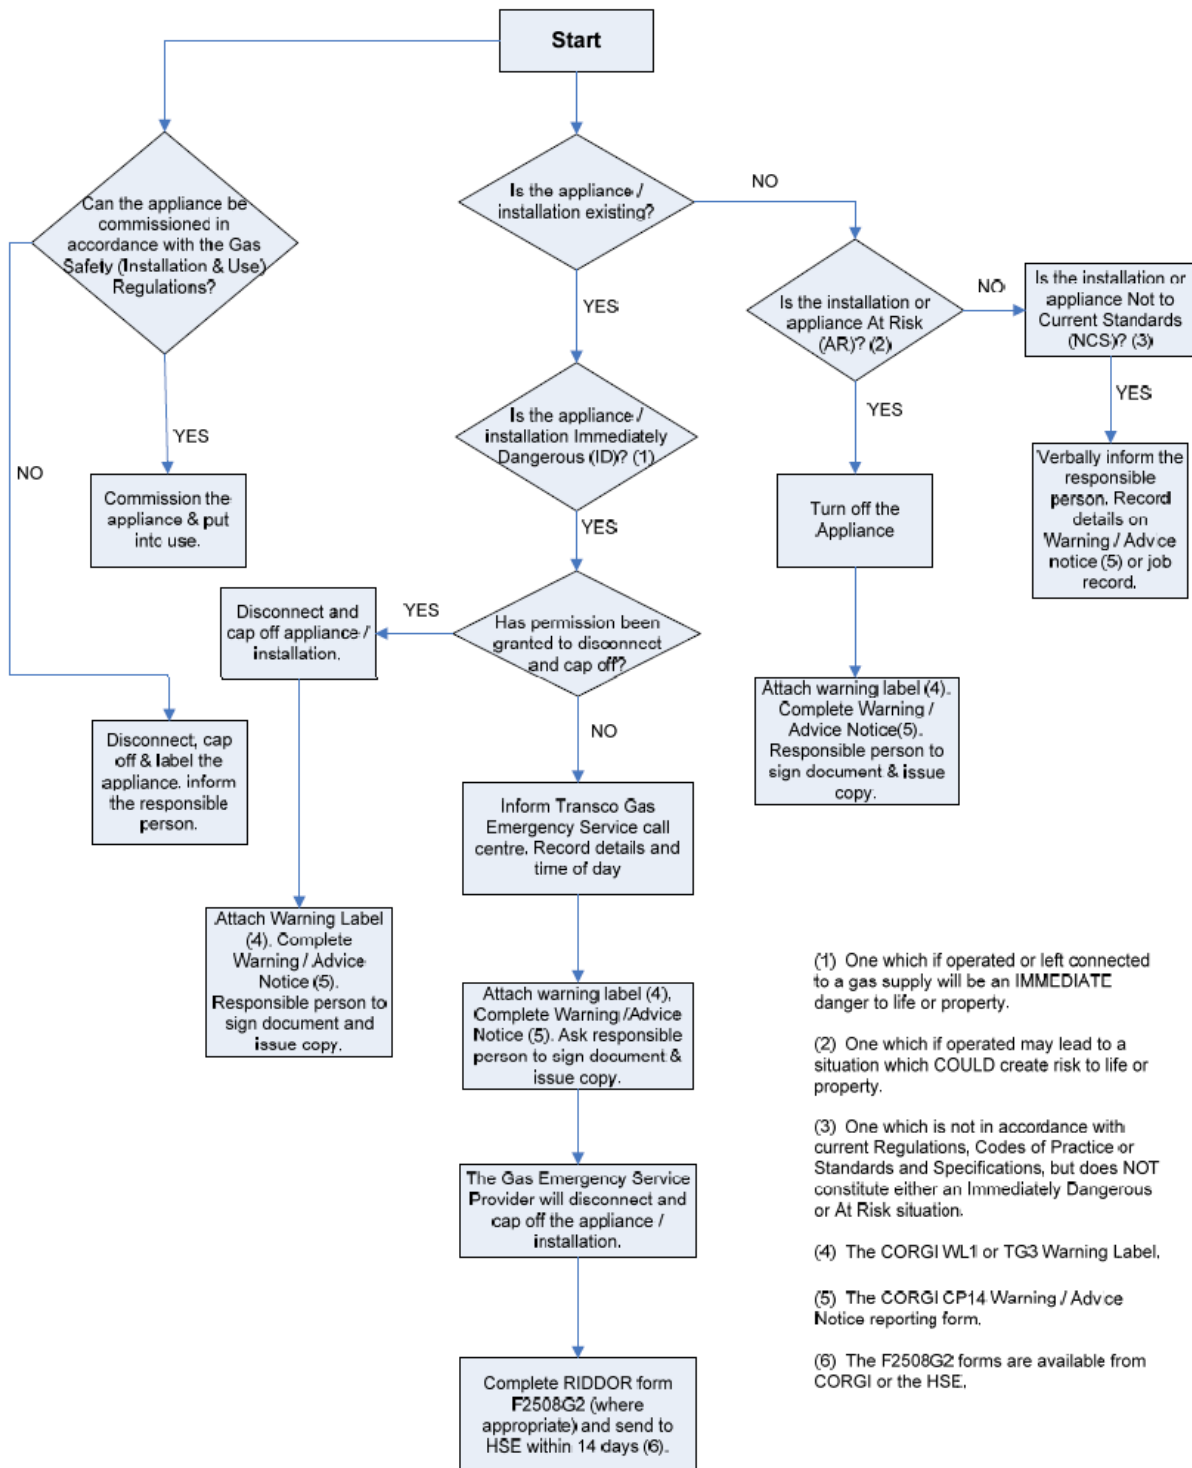 Start
Can the appliance be
commissioned in
accordance with the Gas
Safety (Installation & Use)
Regulations?
YES
NO
Commission the
appliance & put
into use.
Disconnect, cap
off & label the
appliance. inform
the responsible
person.
Is the appliance /
installation existing?
NO
YES
Is the appliance /
installation Immediately
Dangerous (ID)? (1)
YES
Has permission been
granted to disconnect
and cap off?
YES
NO
Disconnect and
cap off appliance /
installation.
Attach Warning Label
(4). Complete
Warning / Advice
Notice (5).
Responsible person to
sign document and
issue copy.
Inform Transco Gas
Emergency Service call
centre. Record details and
time of day
Attach warning label (4),
Complete Warning /Advice
Notice (5). Ask responsible
person to sign document &
issue copy.
The Gas Emergency Service
Provider will disconnect and
cap off the appliance /
installation.
Complete RIDDOR form
F2508G2 (where
appropriate) and send to
HSE within 14 days (6).
Is the installation or
appliance At Risk
(AR)? (2)
NO
YES
Turn off the
Appliance
Attach warning label (4).
Complete Warning /
Advice Notice(5).
Responsible person to
sign document & issue
copy.
Is the installation or
appliance Not to
Current Standards
(NCS)? (3)
YES
Verbally inform the
responsible
person. Record
details on
Warning / Advice
notice (5) or job
record.
(1) One which if operated or left connected
to a gas supply will be an IMMEDIATE
danger to life or property.
(2) One which if operated may lead to a
situation which COULD create risk to life or
property.
(3) One which is not in accordance with
current Regulations, Codes of Practice or
Standards and Specifications, but does NOT
constitute either an Immediately Dangerous
or At Risk situation.
(4) The CORGI WL1 or TG3 Warning Label.
(5) The CORGI CP14 Warning / Advice
Notice reporting form.
(6) The F2508G2 forms are available from
CORGI or the HSE.